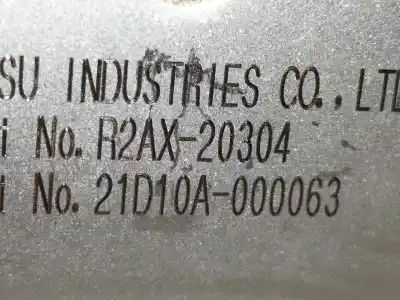 SU INDUSTRIES CO., LTD
i No. R2AX-20304
i No. 21D10A-000063